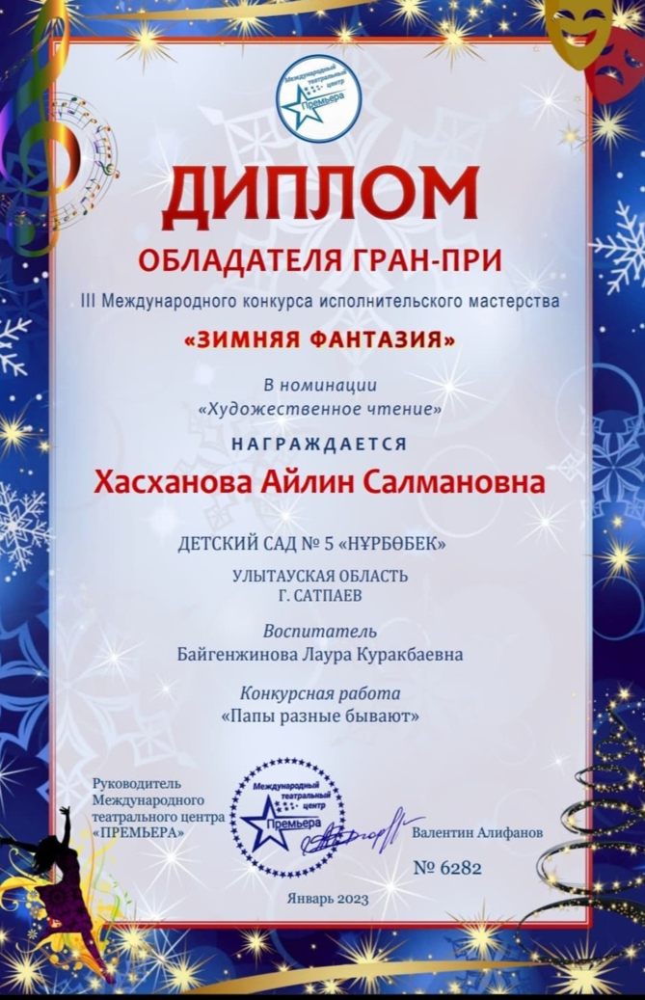 Международный
театральный
центр
Премьера
ДИПЛОМ
ОБЛАДАТЕЛЯ ГРАН-ПРИ
III Международного конкурса исполнительского мастерства
«ЗИМНЯЯ ФАНТАЗИЯ»
В номинации
«Художественное чтение»
НАГРАЖДАЕТСЯ
Хасханова Айлин Салмановна
ДЕТСКИЙ САД № 5 «НҰРБӨБЕК»
УЛЫТАУСКАЯ ОБЛАСТЬ
Г. САТПАЕВ
Воспитатель
Байгенжинова Лаура Куракбаевна
Конкурсная работа
«Папы разные бывают»
Руководитель
Международного
театрального центра
«ПРЕМЬЕРА»
Международный
театральный
центр
Премьера
Валентин Алифанов
№ 6282
Январь 2023